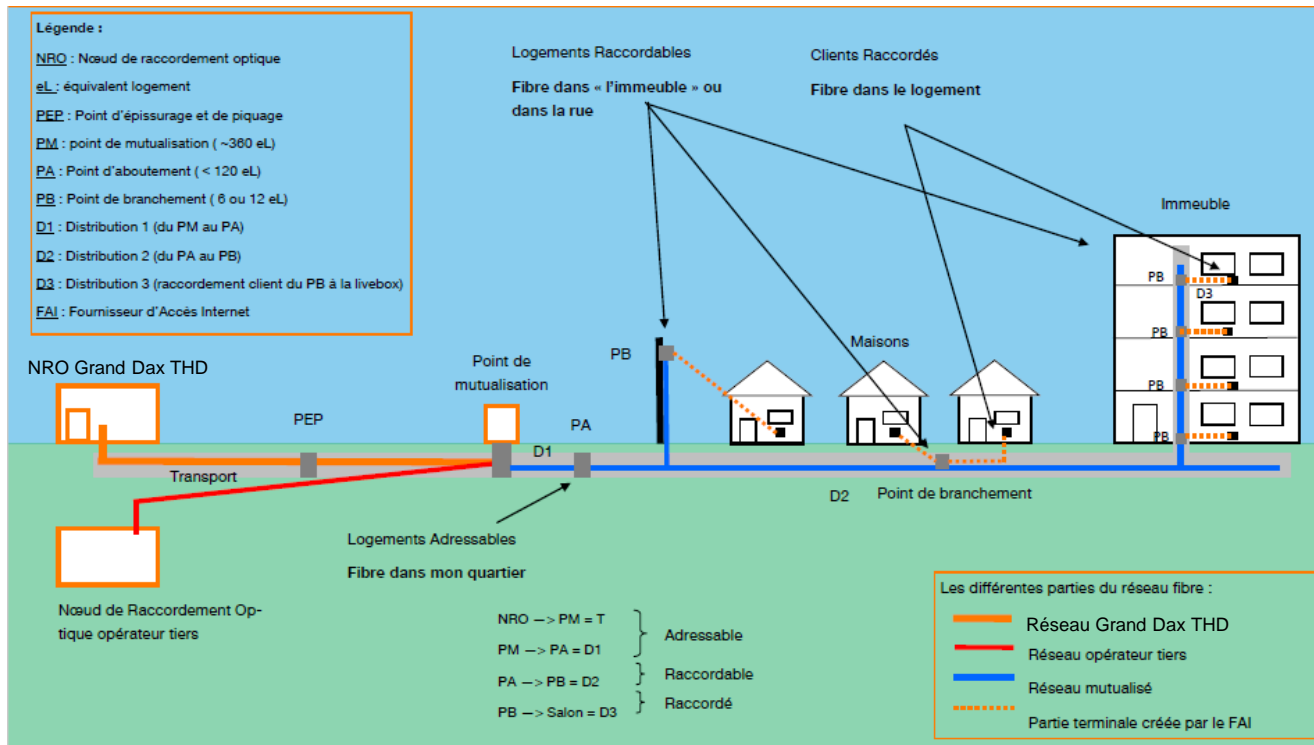 Légende :
NRO : Nœud de raccordement optique
eL : équivalent logement
PEP : Point d'épissurage et de piquage
PM : point de mutualisation ( ~360 eL)
PA : Point d'aboutement ( < 120 eL)
PB : Point de branchement ( 6 ou 12 eL)
D1 : Distribution 1 (du PM au PA)
D2 : Distribution 2 (du PA au PB)
D3 : Distribution 3 (raccordement client du PB à la livebox)
FAI : Fournisseur d'Accès Internet
Logements Raccordables
Fibre dans « l'immeuble » ou
dans la rue
Clients Raccordés
Fibre dans le logement
Immeuble
PB
D3
PB
PB
PB
NRO Grand Dax THD
Point de
mutualisation
PB
Maisons
PEP
PA
D1
Transport
D2
Point de branchement
Logements Adressables
Fibre dans mon quartier
Nœud de Raccordement Op-
tique opérateur tiers
NRO —> PM = T
PM —> PA = D1
Adressable
PA —> PB = D2
Raccordable
PB —> Salon = D3
Raccordé
Les différentes parties du réseau fibre :
Réseau Grand Dax THD
Réseau opérateur tiers
Réseau mutualisé
Partie terminale créée par le FAI